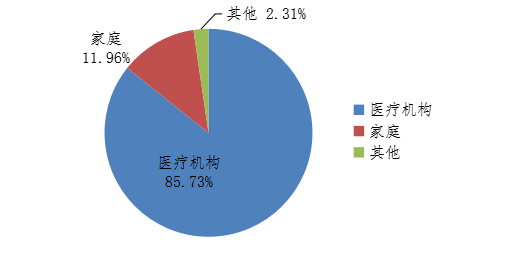 其他 2.31%
家庭
11.96%
医疗机构
85.73%
医疗机构
家庭
其他